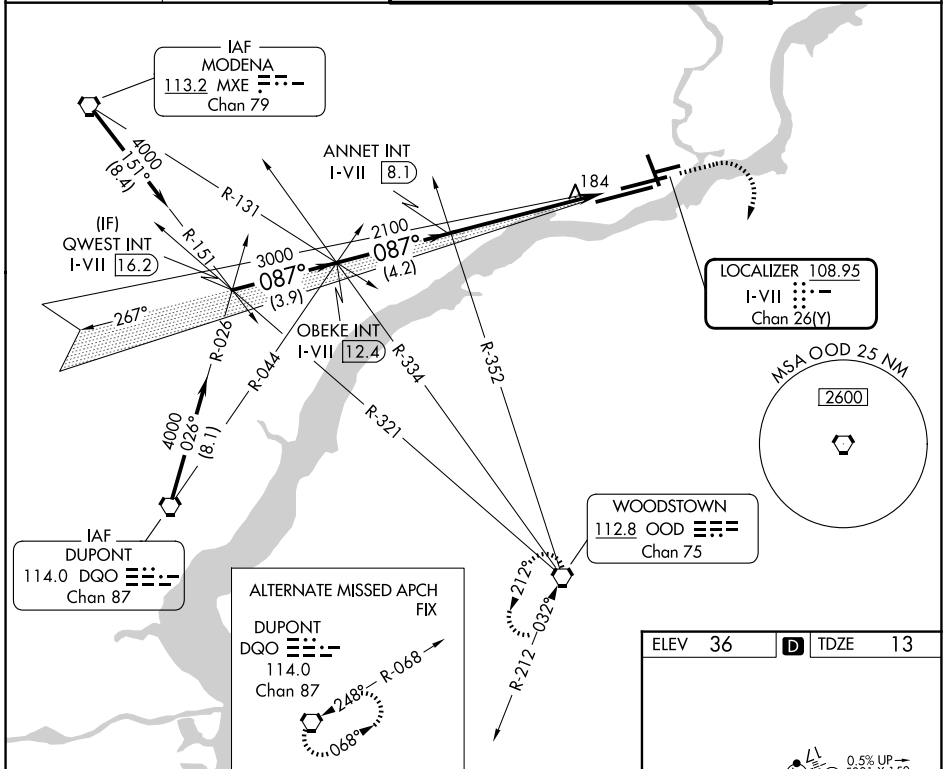 IAF
MODENA
113.2 MXE
Chan 79
4000
151°
(8.4)
R-131
R-151
ANNET INT
I-VII 8.1
184
(IF)
QWEST INT
I-VII 16.2
3000
087°
(3.9)
2100
087°
(4.2)
267°
R-026
R-044
OBEKE INT
I-VII 12.4
R-334
R-352
R-321
LOCALIZER 108.95
I-VII
Chan 26(Y)
MSA OOD 25 NM
2600
4000
026°
(8.1)
IAF
DUPONT
114.0 DQO
Chan 87
WOODSTOWN
112.8 OOD
Chan 75
212°
032°
R-212
ALTERNATE MISSED APCH
FIX
DUPONT
DQO
114.0
Chan 87
R-068
248°
068°
ELEV 36
D TDZE 13
17
0.5% UP